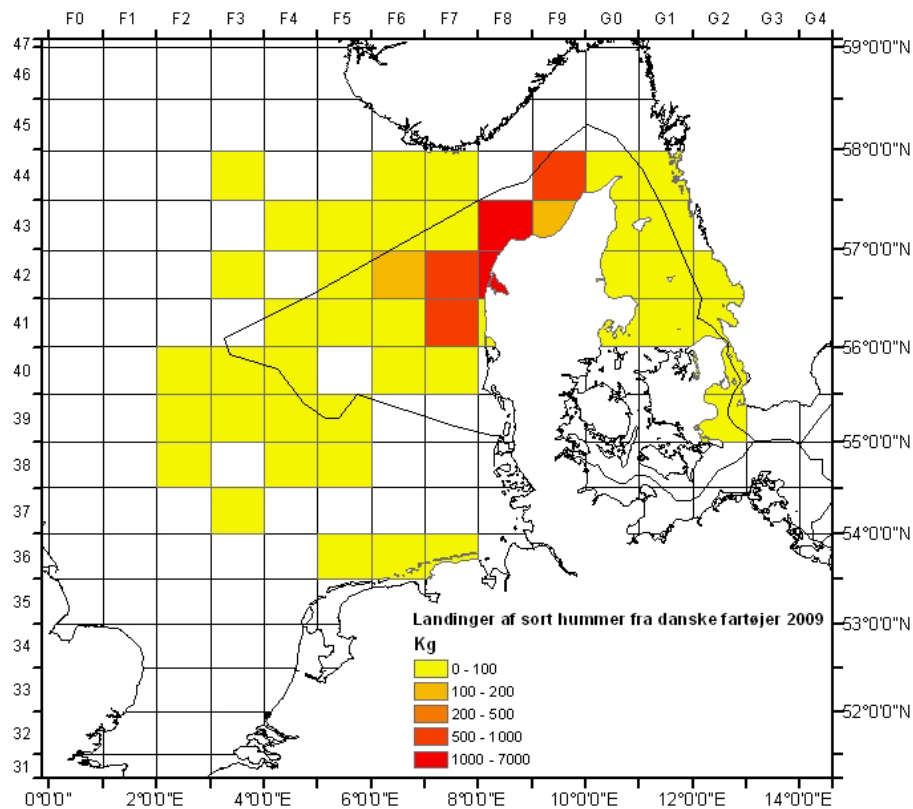 F0 F1 F2 F3 F4 F5 F6 F7 F8 F9 G0 G1 G2 G3 G4
47
46
45
44
43
42
41
40
39
38
37
36
35
34
33
32
31
59°0'0"N
58°0'0"N
57°0'0"N
56°0'0"N
55°0'0"N
54°0'0"N
53°0'0"N
52°0'0"N
Landinger af sort hummer fra danske fartøjer 2009
Kg
0 - 100
100 - 200
200 - 500
500 - 1000
1000 - 7000
0°0'0" 2°0'0"E 4°0'0"E 6°0'0"E 8°0'0"E 10°0'0"E 12°0'0"E 14°0'0"E